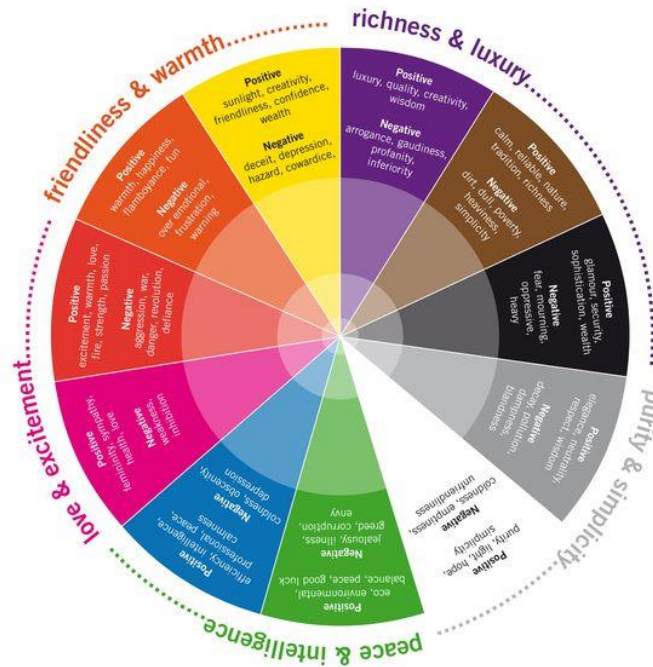 richness & luxury
Positive
luxury, quality, creativity,
wisdom
Negative
arrogance, gaudiness,
profanity,
inferiority
Positive
calm, reliable, nature,
tradition, richness
Negative
dirt, dull, poverty,
heaviness,
simplicity
Positive
glamour, security,
sophistication, wealth
Negative
fear, mourning,
oppressive,
heavy
purity & simplicity
Positive
elegance, neutrality,
respect, wisdom
Negative
decay, pollution,
dampness,
blandness
Positive
purity, light, hope,
simplicity
Negative
coldness, emptiness,
unfriendliness
peace & intelligence
Positive
eco, environmental,
balance, peace, good luck
Negative
jealousy, illness,
greed, corruption,
envy
Positive
efficiency, intelligence,
professional, peace,
calmness
Negative
coldness, obscenity,
depression
love & excitement
Positive
femininity, sympathy,
health, love
Negative
weakness,
inhibition
Positive
excitement, warmth, love,
fire, strength, passion
Negative
aggression, war,
danger, revolution,
defiance
friendliness & warmth
Positive
warmth, happiness,
flamboyance, fun
Negative
over emotional,
frustration,
warning
Positive
sunlight, creativity,
friendliness, confidence,
wealth
Negative
deceit, depression,
hazard, cowardice,